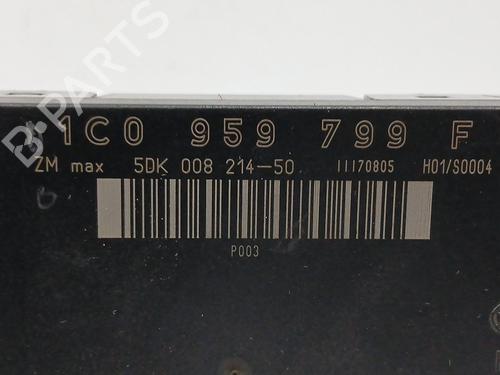 B-PARTS
1C0 959 799 F
ZM max 5DK 008 214-50 11170805 H01/S0004
P003